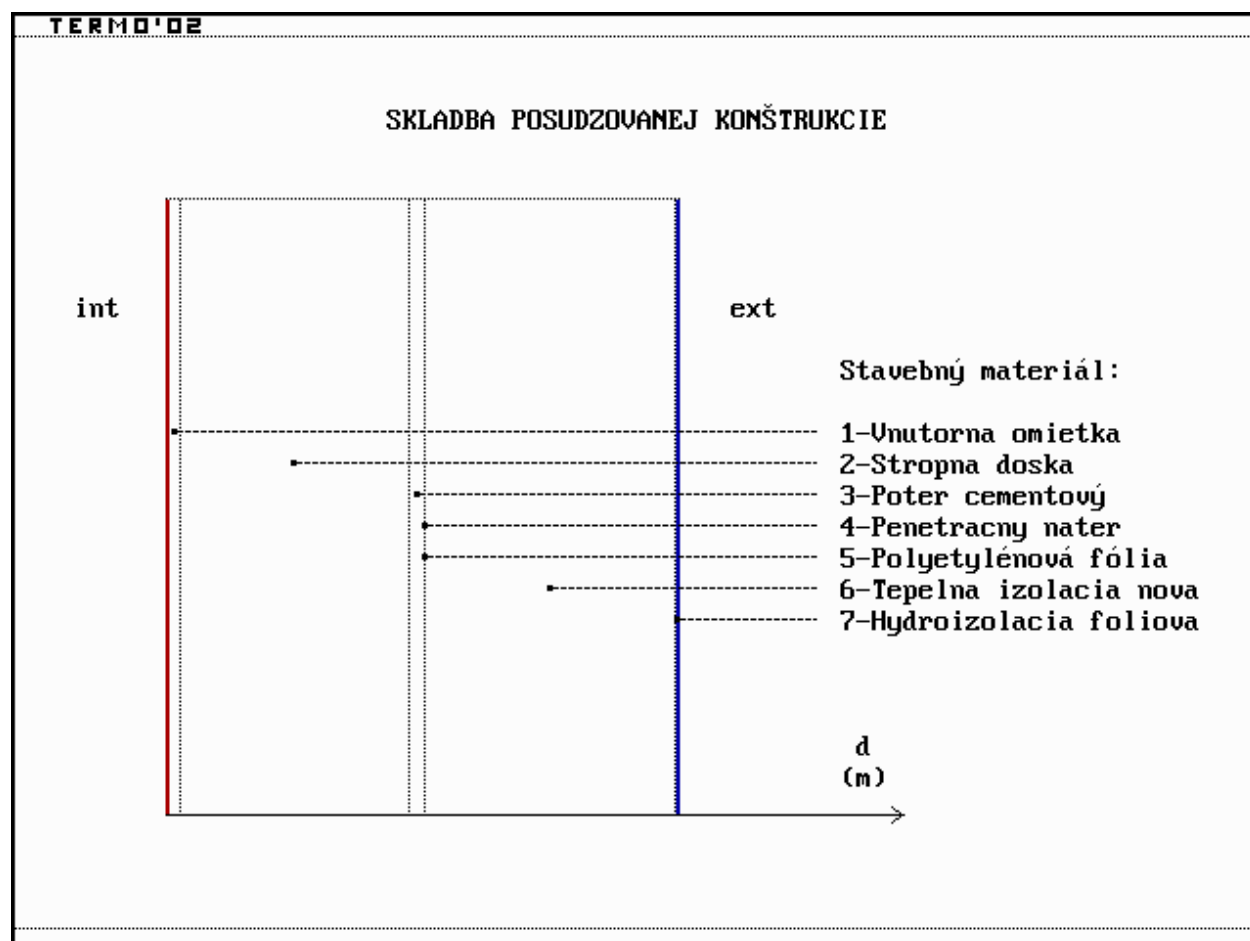 TERMO'02
SKLADBA POSUDZOVANEJ KONŠTRUKCIE
int
ext
Stavebný materiál:
1-Vnutorna omietka
2-Stropna doska
3-Poter cementový
4-Penetracny nater
5-Polyetylénová fólia
6-Tepelna izolacia nova
7-Hydroizolacia foliova
d
(m)